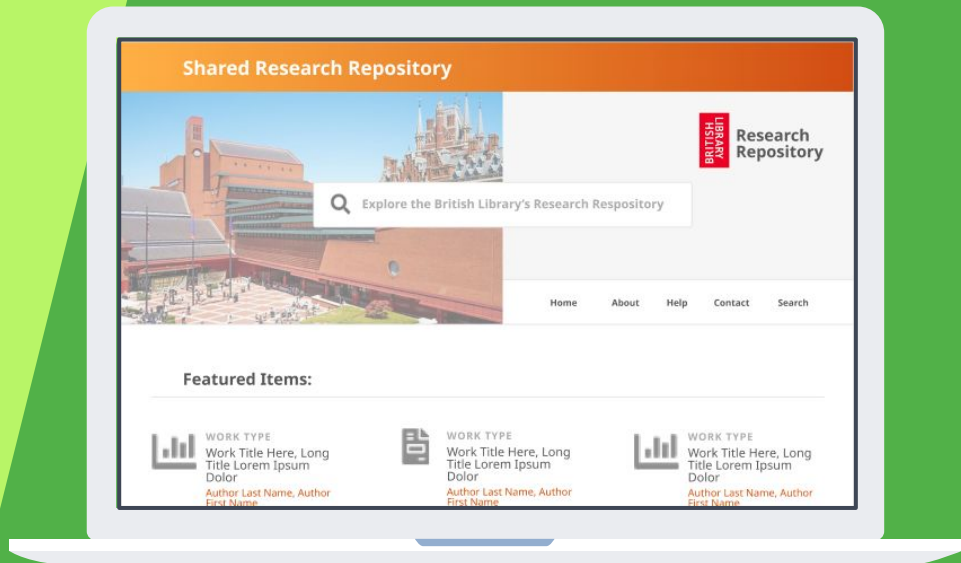 Shared Research Repository
BRITISH
LIBRARY
Research
Repository
Explore the British Library's Research Respository
Home About Help Contact Search
Featured Items:
WORK TYPE
Work Title Here, Long
Title Lorem Ipsum
Dolor
Author Last Name, Author
First Name
WORK TYPE
Work Title Here, Long
Title Lorem Ipsum
Dolor
Author Last Name, Author
First Name
WORK TYPE
Work Title Here, Long
Title Lorem Ipsum
Dolor
Author Last Name, Author
First Name